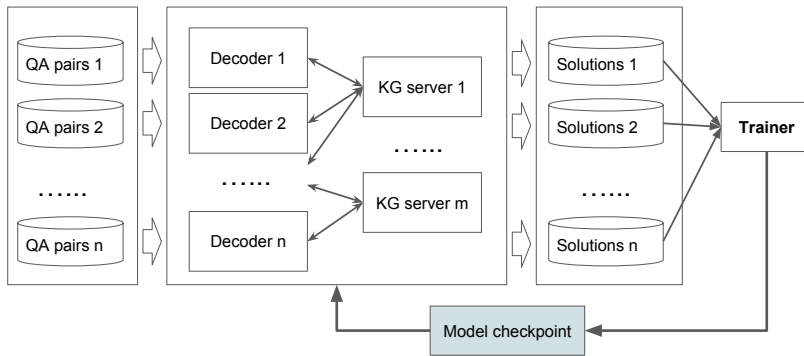 QA pairs 1
QA pairs 2
......
QA pairs n
Decoder 1
Decoder 2
......
Decoder n
KG server 1
......
KG server m
Solutions 1
Solutions 2
......
Solutions n
Trainer
Model checkpoint